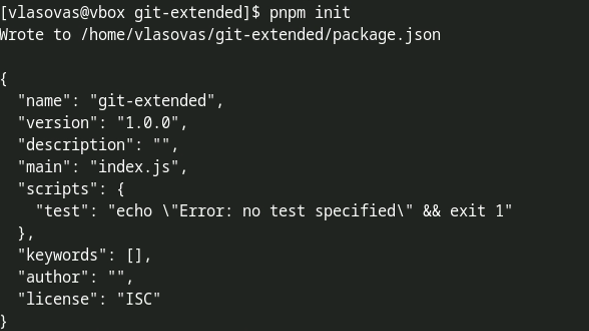 [vlasovas@vbox git-extended]$ pnpm init
Wrote to /home/vlasovas/git-extended/package.json
{
  "name": "git-extended",
  "version": "1.0.0",
  "description": "",
  "main": "index.js",
  "scripts": {
    "test": "echo \"Error: no test specified\" && exit 1"
  },
  "keywords": [],
  "author": "",
  "license": "ISC"
}